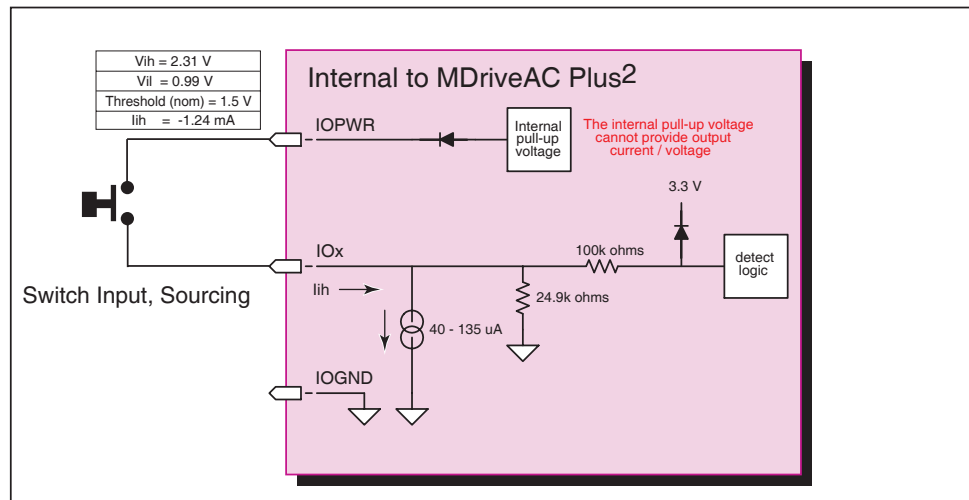 Vih = 2.31 V
Vil = 0.99 V
Threshold (nom) = 1.5 V
Iih = -1.24 mA
Internal to MDriveAC Plus2
IOPWR
Internal
pull-up
voltage
The internal pull-up voltage
cannot provide output
current / voltage
3.3 V
IOx
100k ohms
detect
logic
Switch Input, Sourcing
Iih
24.9k ohms
40 - 135 uA
IOGND